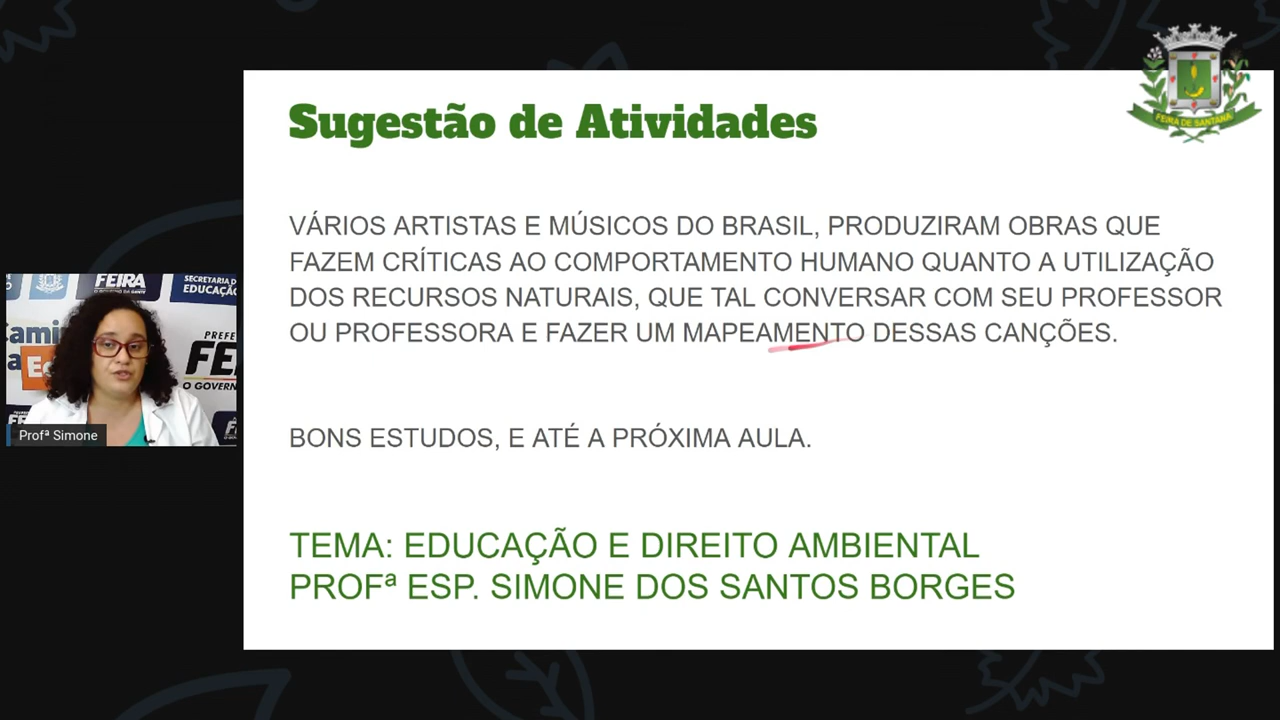 Sugestão de Atividades
VÁRIOS ARTISTAS E MÚSICOS DO BRASIL, PRODUZIRAM OBRAS QUE
FAZEM CRÍTICAS AO COMPORTAMENTO HUMANO QUANTO A UTILIZAÇÃO
DOS RECURSOS NATURAIS, QUE TAL CONVERSAR COM SEU PROFESSOR
OU PROFESSORA E FAZER UM MAPEAMENTO DESSAS CANÇÕES.
BONS ESTUDOS, E ATÉ A PRÓXIMA AULA.
TEMA: EDUCAÇÃO E DIREITO AMBIENTAL
PROFª ESP. SIMONE DOS SANTOS BORGES
FEIRA DE SANTANA
FEIRA
SECRETARIA
EDUCAÇÃO
PREFE
FE
O GOVERN
Profª Simone